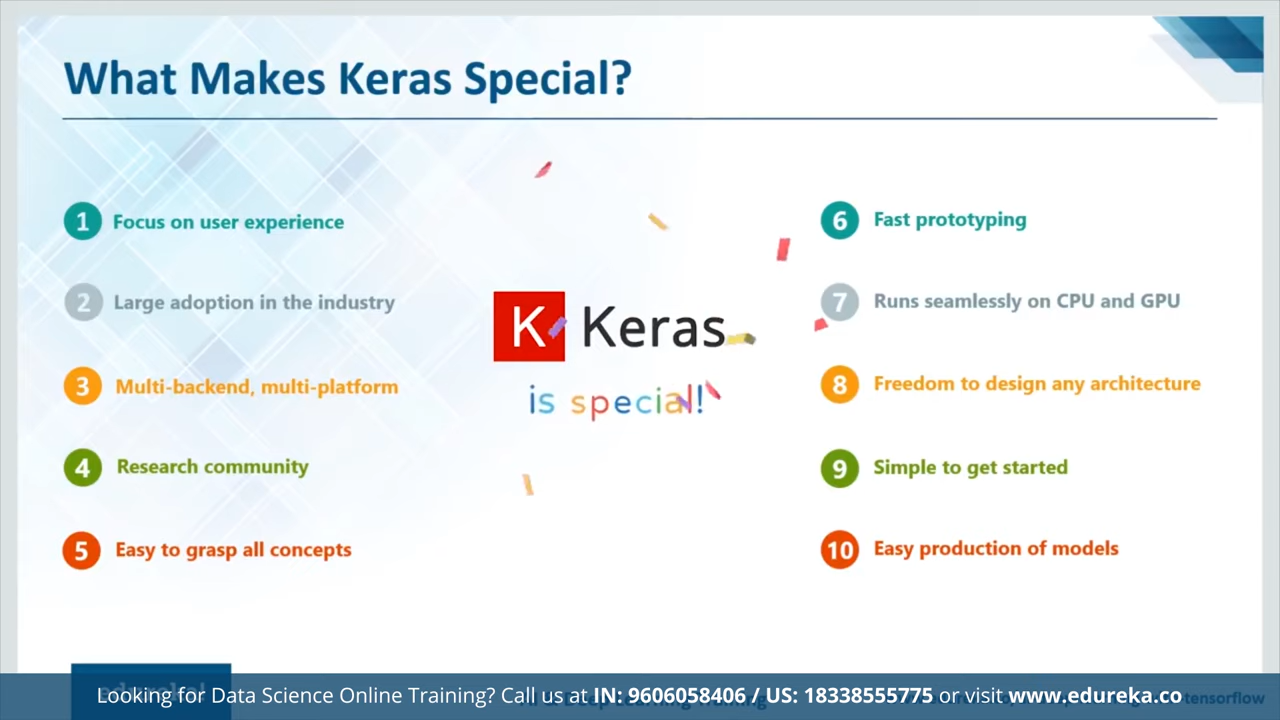 What Makes Keras Special?
1 Focus on user experience
2 Large adoption in the industry
3 Multi-backend, multi-platform
4 Research community
5 Easy to grasp all concepts
K Keras
is special!
6 Fast prototyping
7 Runs seamlessly on CPU and GPU
8 Freedom to design any architecture
9 Simple to get started
10 Easy production of models
Looking for Data Science Online Training? Call us at IN: 9606058406 / US: 18338555775 or visit www.edureka.co